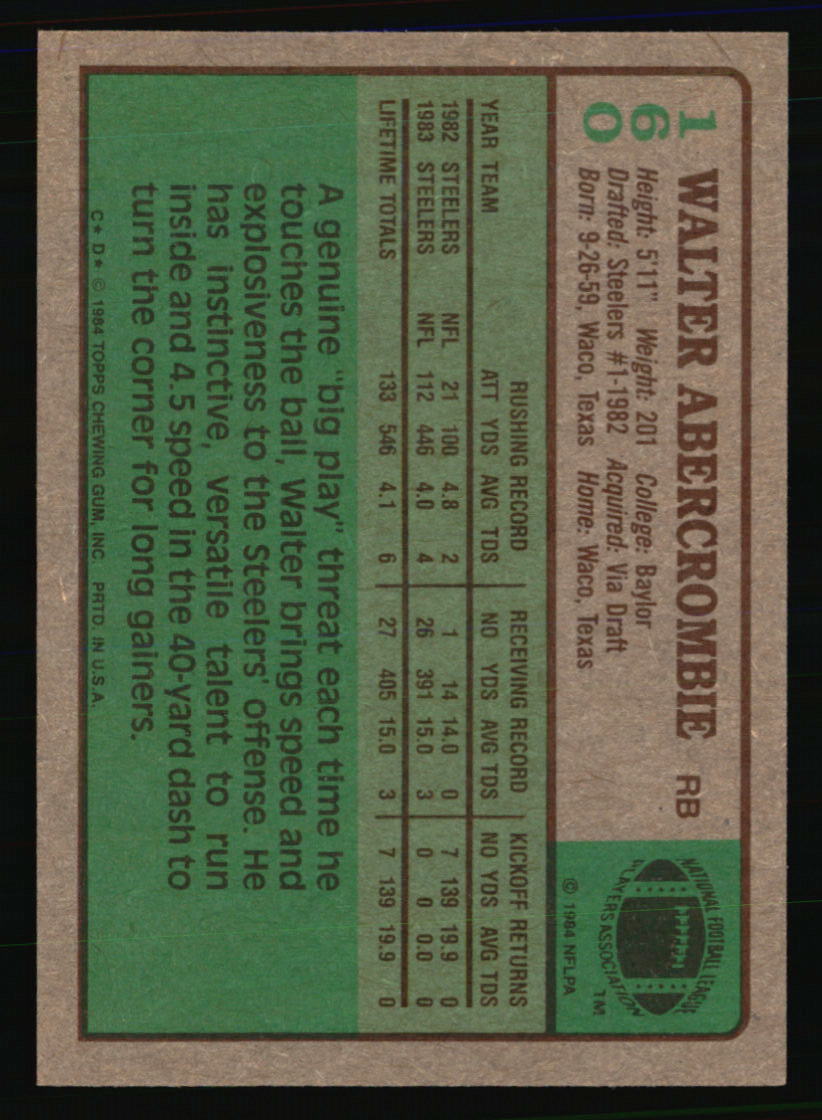 160
WALTER ABERCROMBIE RB
Height: 5'11" Weight: 201 College: Baylor
Drafted: Steelers #1-1982 Acquired: Via Draft
Born: 9-26-59, Waco, Texas Home: Waco, Texas
NATIONAL FOOTBALL LEAGUE
PLAYERS ASSOCIATION TM
© 1984 NFLPA
RUSHING RECORD RECEIVING RECORD KICKOFF RETURNS
YEAR TEAM ATT YDS AVG TDS NO YDS AVG TDS NO YDS AVG TDS
1982 STEELERS NFL 21 100 4.8 2 1 14 14.0 0 7 139 19.9 0
1983 STEELERS NFL 112 446 4.0 4 26 391 15.0 3 0 0 0.0 0
LIFETIME TOTALS 133 546 4.1 6 27 405 15.0 3 7 139 19.9 0
A genuine "big play" threat each time he
touches the ball, Walter brings speed and
explosiveness to the Steelers' offense. He
has instinctive, versatile talent to run
inside and 4.5 speed in the 40-yard dash to
turn the corner for long gainers.
C★ D★ © 1984 TOPPS CHEWING GUM, INC. PRTD. IN U.S.A.